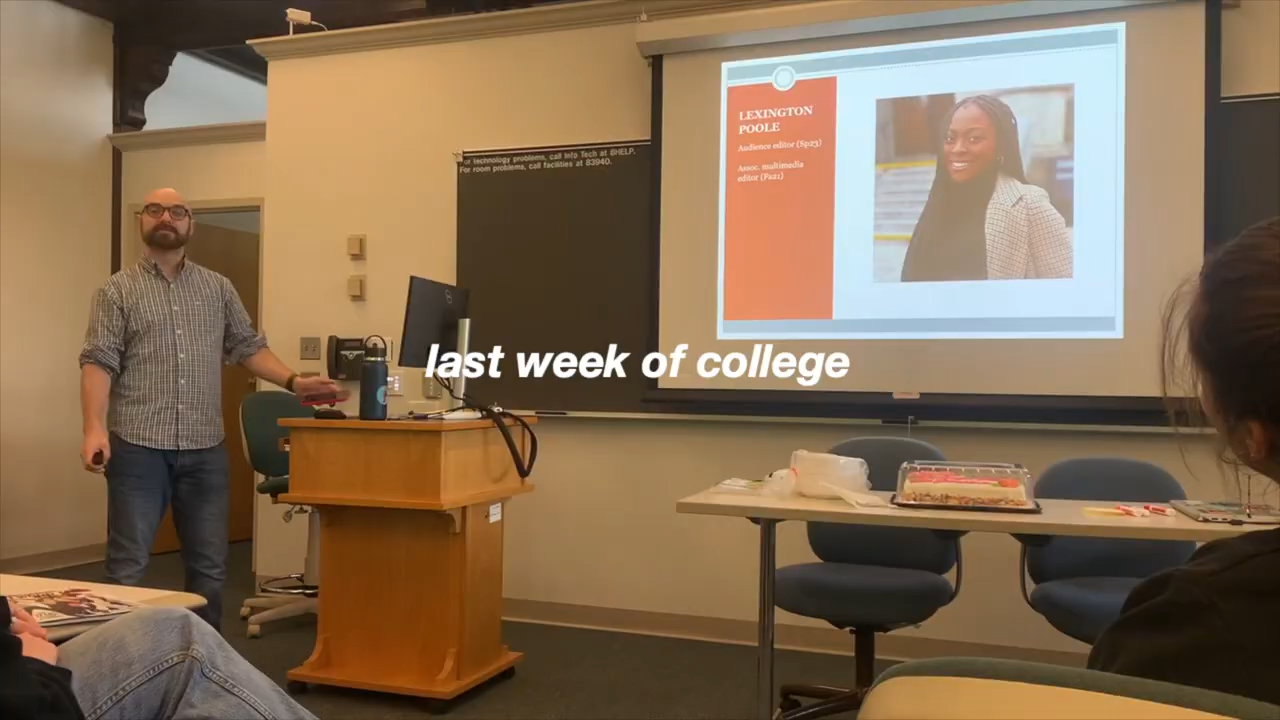 LEXINGTON
POOLE
Audience editor (Sp23)
Assoc. multimedia
editor (Fa21)
For technology problems, call Info Tech at 8HELP.
For room problems, call facilities at 83940.
last week of college